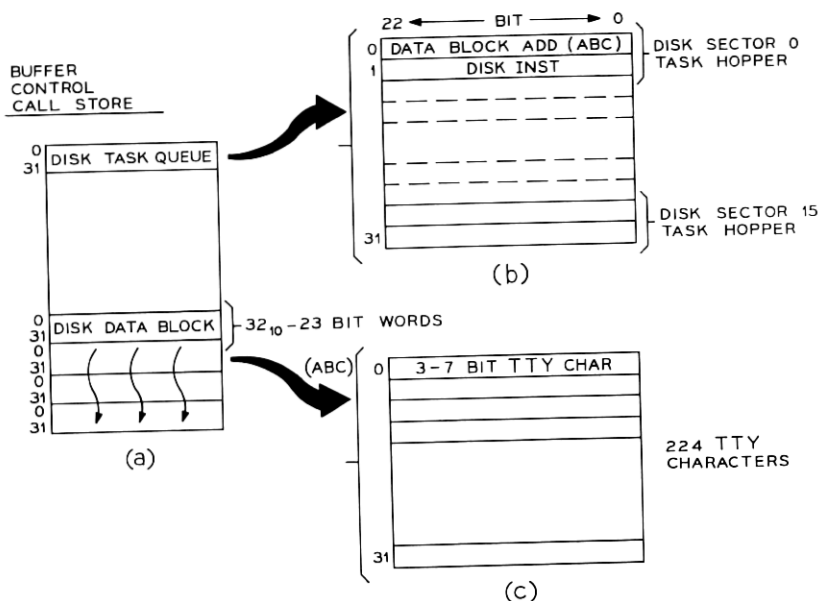 BUFFER
CONTROL
CALL STORE
0
31
DISK TASK QUEUE
0
31
DISK DATA BLOCK
32₁₀-23 BIT WORDS
0
31
0
31
0
31
(a)
22 BIT 0
0
DATA BLOCK ADD (ABC)
1
DISK INST
31
DISK SECTOR 0
TASK HOPPER
DISK SECTOR 15
TASK HOPPER
(b)
(ABC)
0
3-7 BIT TTY CHAR
31
224 TTY
CHARACTERS
(c)